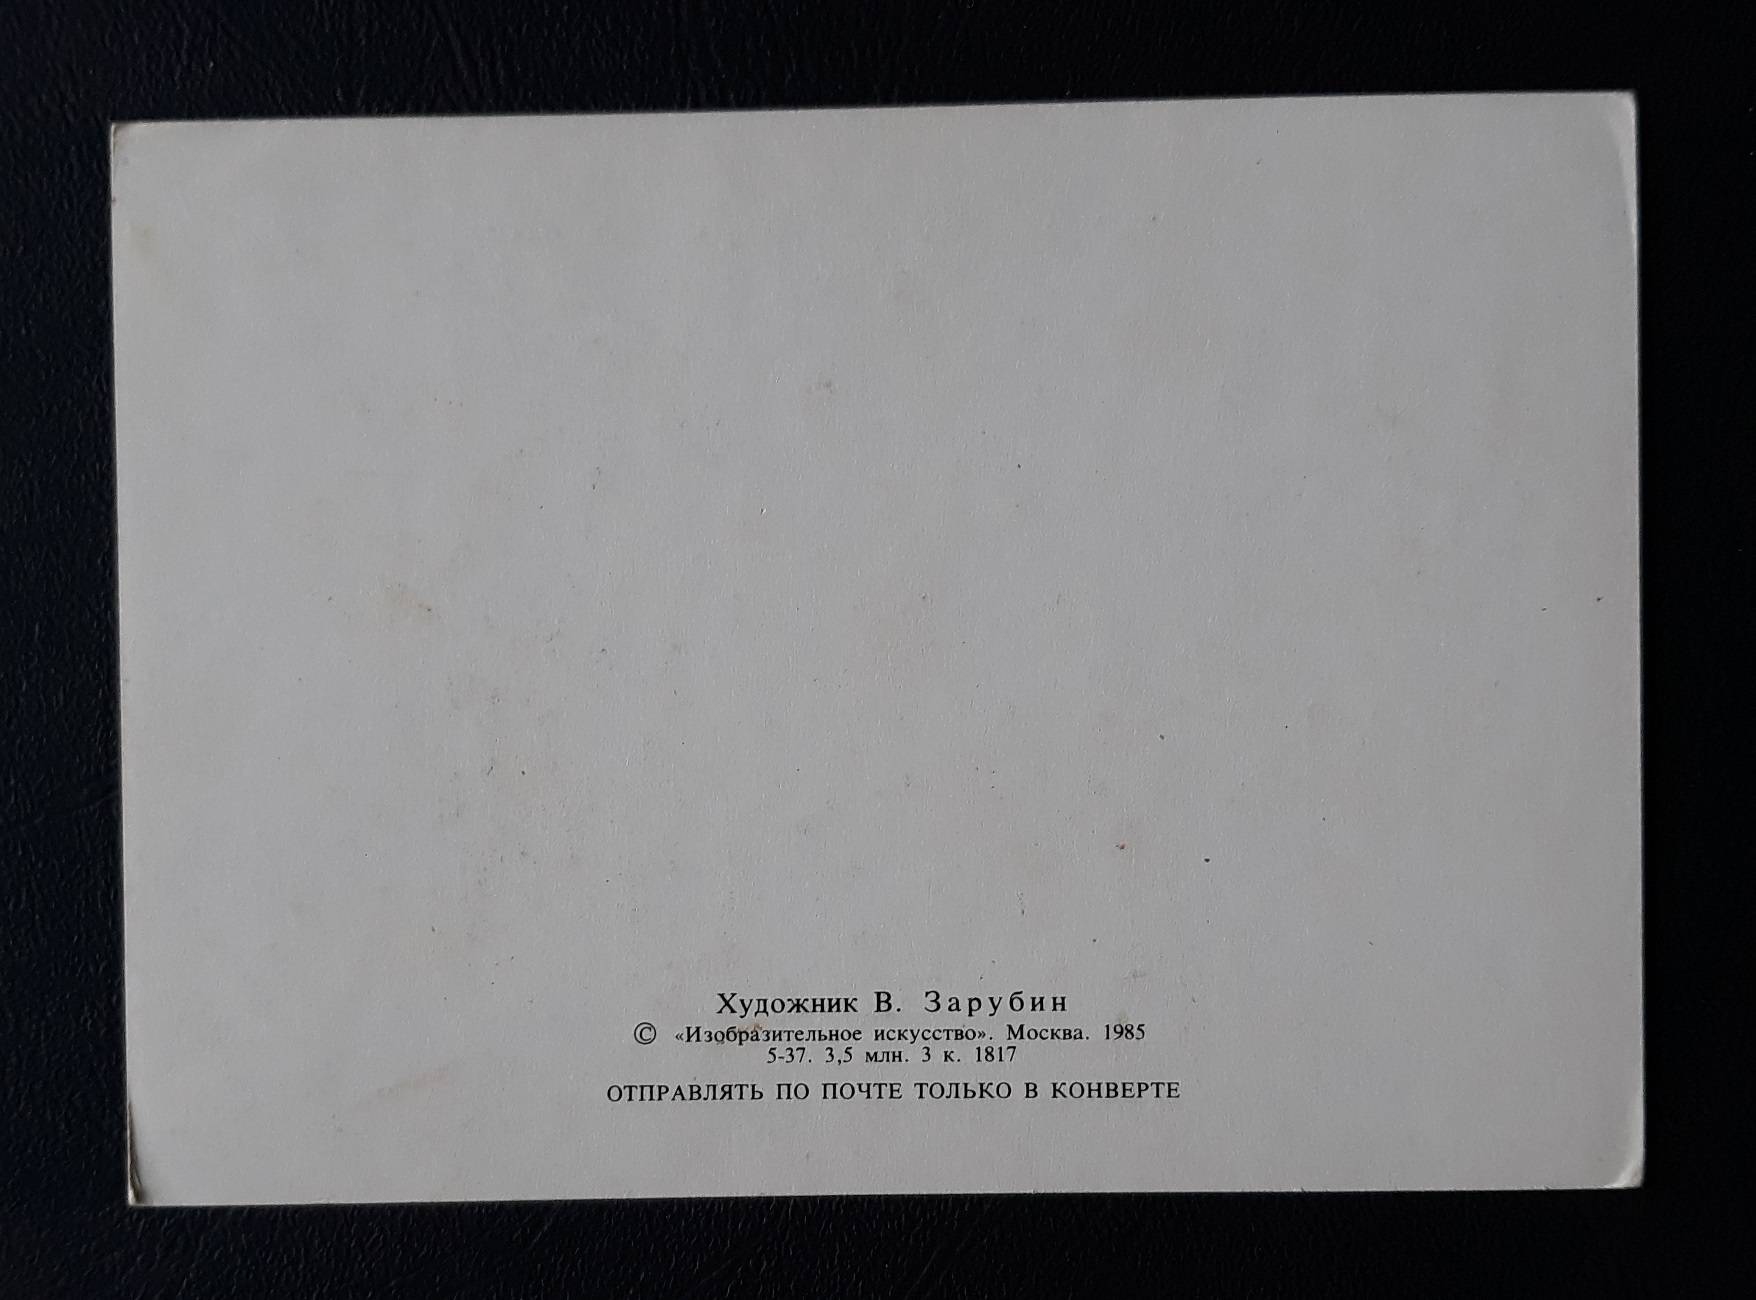 Художник В. Зарубин
© «Изобразительное искусство». Москва. 1985
5-37. 3,5 млн. 3 к. 1817
ОТПРАВЛЯТЬ ПО ПОЧТЕ ТОЛЬКО В КОНВЕРТЕ